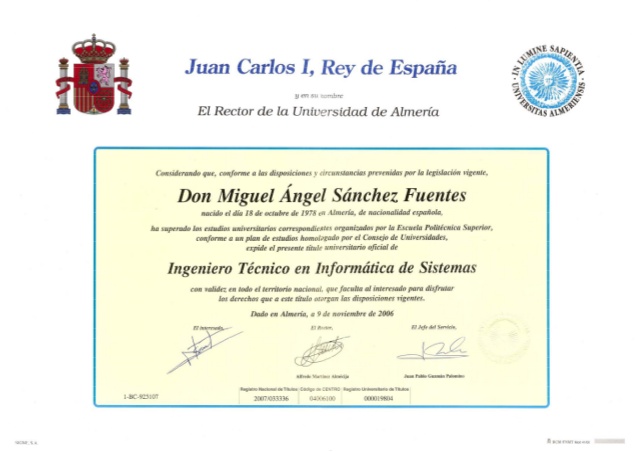 Juan Carlos I, Rey de España
y en su nombre
El Rector de la Universidad de Almería
IN LUMINE SAPIENTIA
UNIVERSITAS ALMERIENSIS
Considerando que, conforme a las disposiciones y circunstancias prevenidas por la legislación vigente,
Don Miguel Ángel Sánchez Fuentes
nacido el día 18 de octubre de 1978 en Almería, de nacionalidad española,
ha superado los estudios universitarios correspondientes organizados por la Escuela Politécnica Superior,
conforme a un plan de estudios homologado por el Consejo de Universidades,
expide el presente título universitario oficial de
Ingeniero Técnico en Informática de Sistemas
con validez en todo el territorio nacional, que faculta al interesado para disfrutar
los derechos que a este título otorgan las disposiciones vigentes.
Dado en Almería, a 9 de noviembre de 2006
El interesado, El Rector, El Jefe del Servicio,
Alfredo Martínez Almécija Juan Pablo Guzmán Palomino
Registro Nacional de Títulos Código de CENTRO Registro Universitario de Títulos
1-BC-523107 2007/033336 04006100 000019804